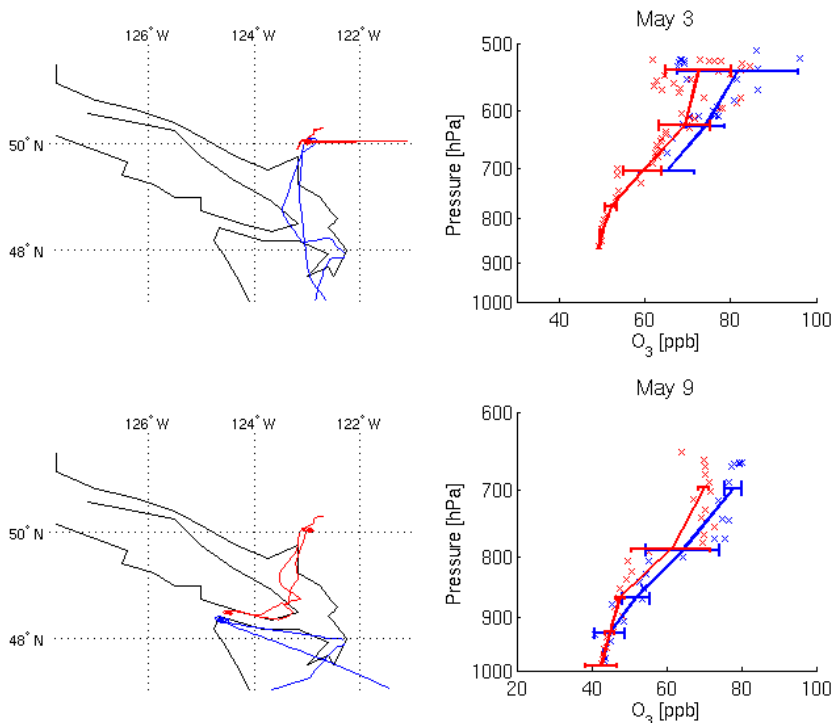 126° W 124° W 122° W
50° N
48° N
May 3
500
600
700
800
900
1000
Pressure [hPa]
40 60 80 100
O₃ [ppb]
126° W 124° W 122° W
50° N
48° N
May 9
600
700
800
900
1000
Pressure [hPa]
20 40 60 80 100
O₃ [ppb]